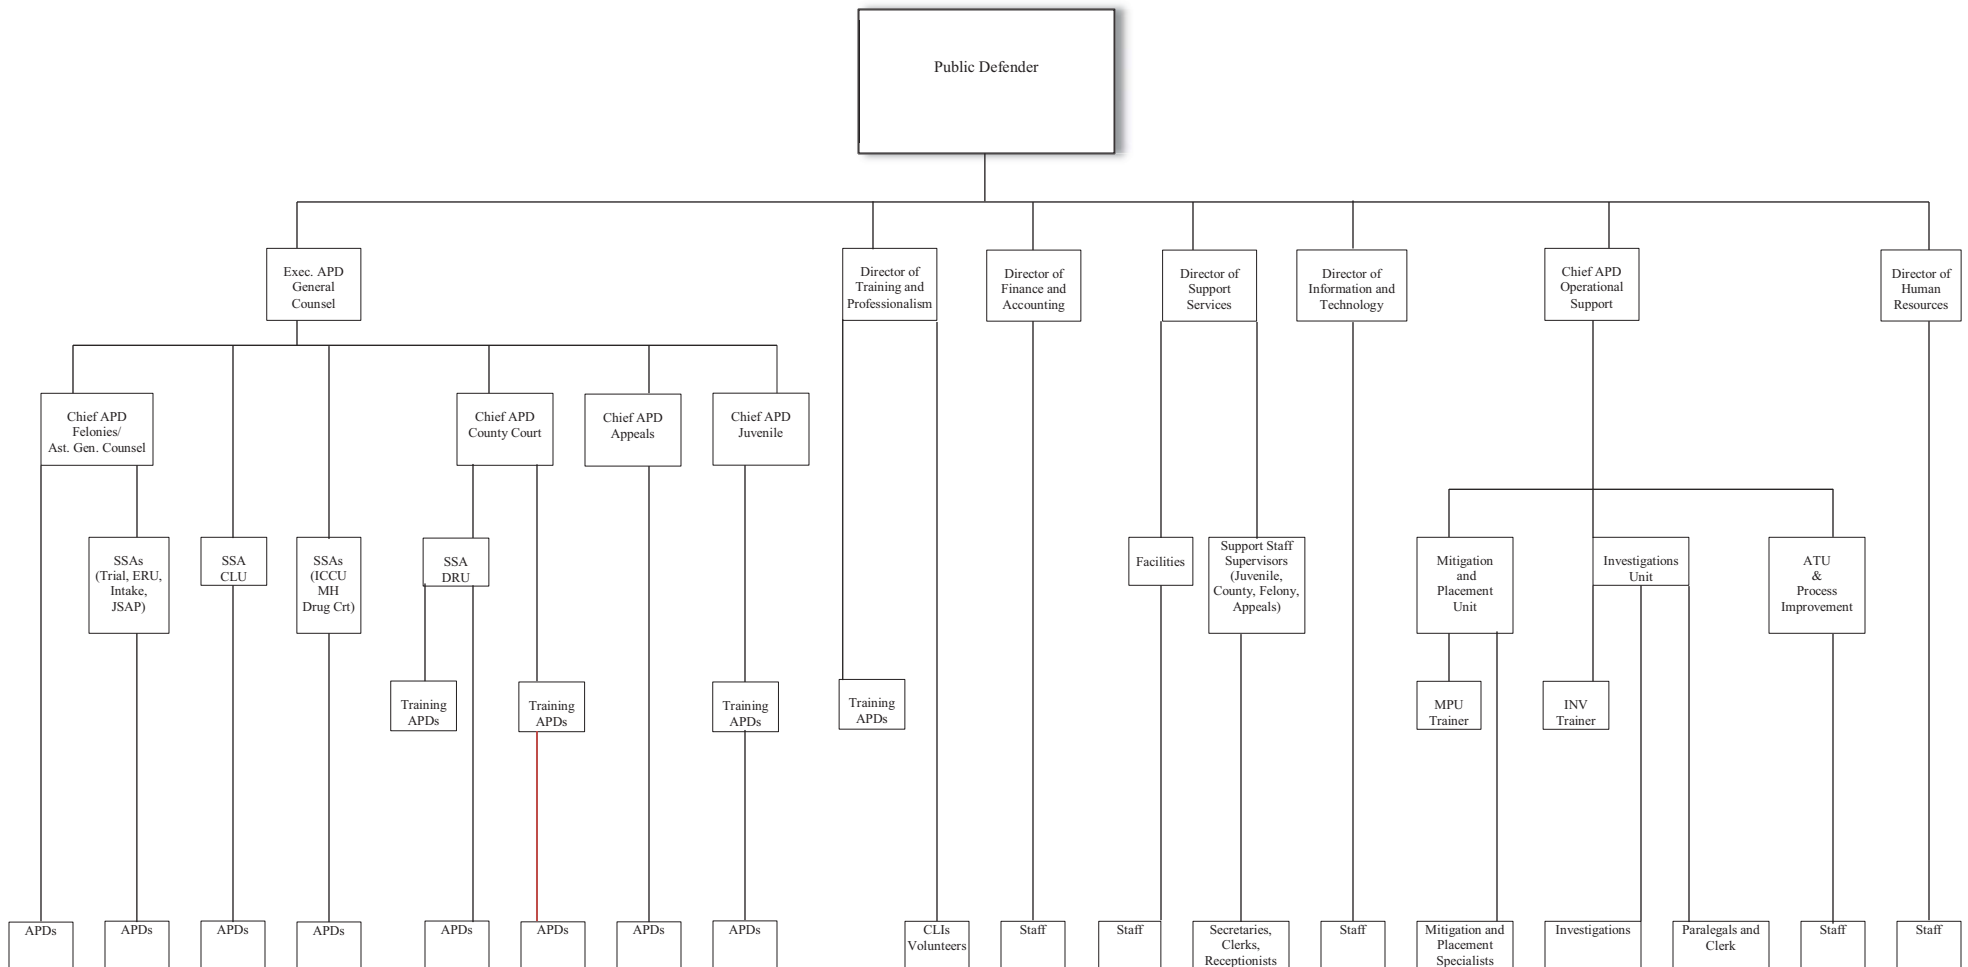 Public Defender
Exec. APD
General
Counsel
Director of
Training and
Professionalism
Director of
Finance and
Accounting
Director of
Support
Services
Director of
Information and
Technology
Chief APD
Operational
Support
Director of
Human
Resources
Chief APD
Felonies/
Ast. Gen. Counsel
Chief APD
County Court
Chief APD
Appeals
Chief APD
Juvenile
SSAs
(Trial, ERU,
Intake,
JSAP)
SSA
CLU
SSAs
(ICCU
MH
Drug Crt)
SSA
DRU
Facilities
Support Staff
Supervisors
(Juvenile,
County, Felony,
Appeals)
Mitigation
and
Placement
Unit
Investigations
Unit
ATU
&
Process
Improvement
Training
APDs
Training
APDs
Training
APDs
Training
APDs
MPU
Trainer
INV
Trainer
APDs
APDs
APDs
APDs
APDs
APDs
APDs
APDs
CLIs
Volunteers
Staff
Staff
Secretaries,
Clerks,
Receptionists
Staff
Mitigation and
Placement
Specialists
Investigations
Paralegals and
Clerk
Staff
Staff